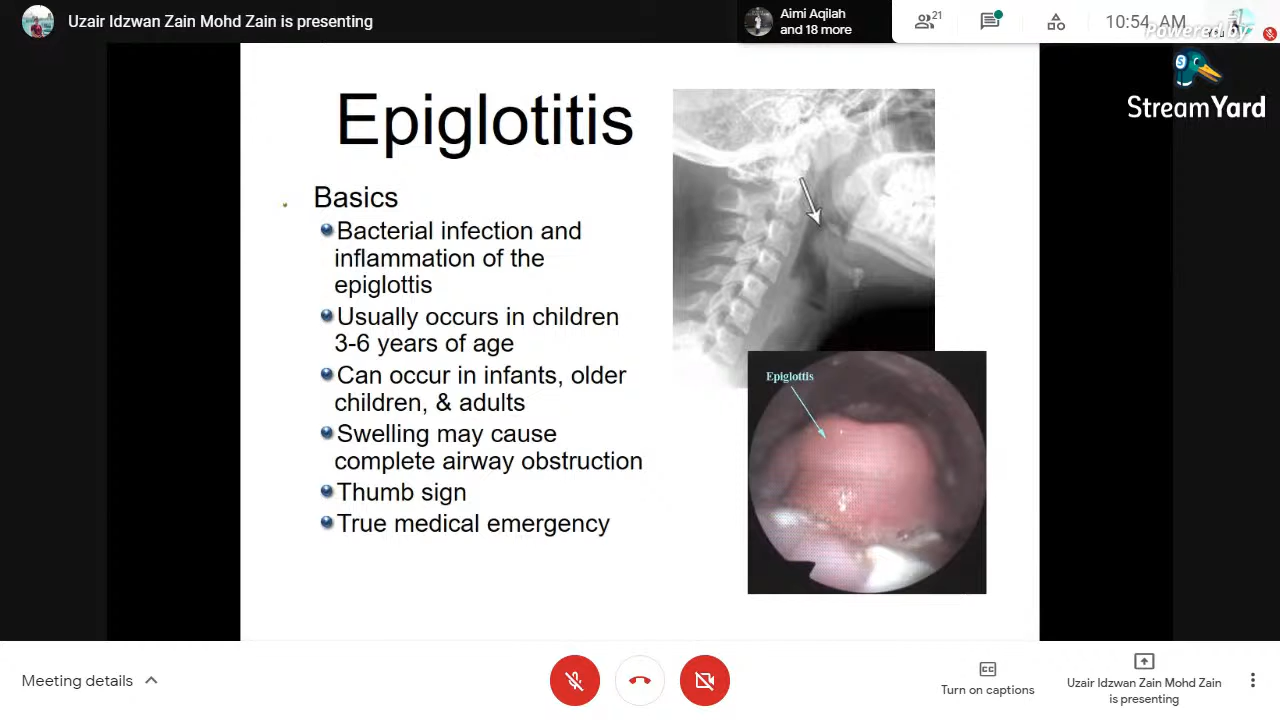 Uzair Idzwan Zain Mohd Zain is presenting
Aimi Aqilah
and 18 more
21
10:54 AM
Powered by
StreamYard
Epiglotitis
Basics
Bacterial infection and
inflammation of the
epiglottis
Usually occurs in children
3-6 years of age
Can occur in infants, older
children, & adults
Swelling may cause
complete airway obstruction
Thumb sign
True medical emergency
Epiglottis
Meeting details
Turn on captions
Uzair Idzwan Zain Mohd Zain
is presenting